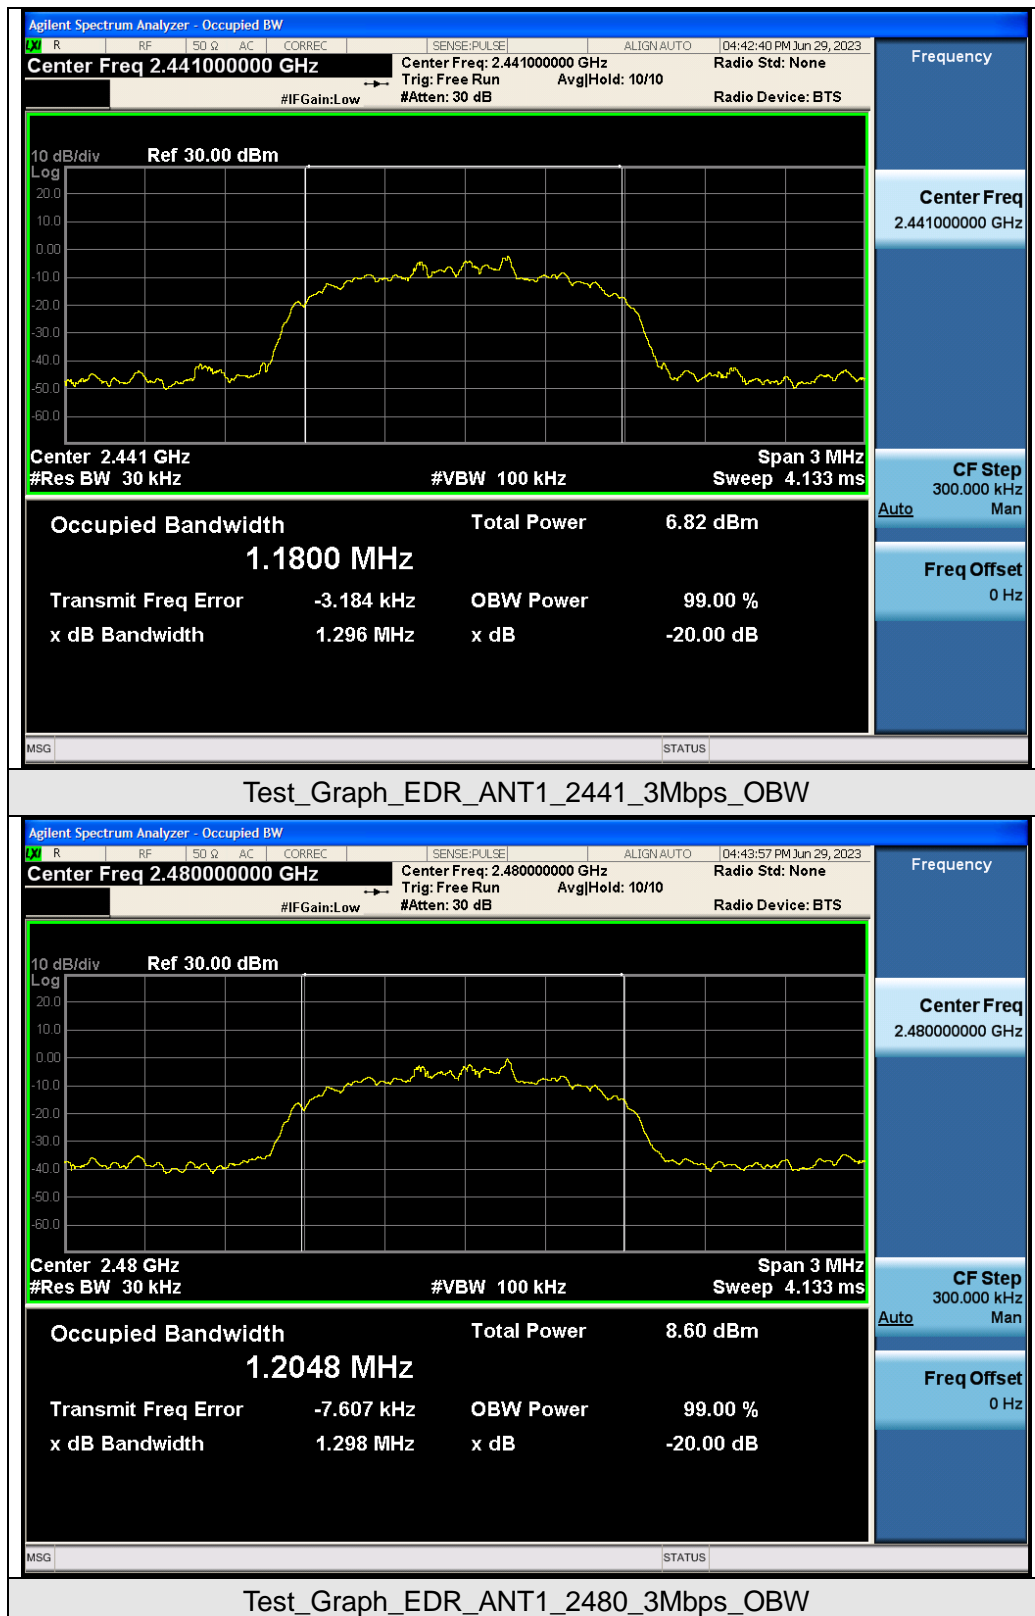 Agilent Spectrum Analyzer - Occupied BW
LXI R RF 50 Ω AC CORREC SENSE:PULSE ALIGN AUTO 04:42:40 PM Jun 29, 2023
Center Freq 2.441000000 GHz
Center Freq: 2.441000000 GHz Radio Std: None
Trig: Free Run Avg|Hold: 10/10
#IFGain:Low #Atten: 30 dB Radio Device: BTS
10 dB/div Ref 30.00 dBm
Log
20.0
10.0
0.00
-10.0
-20.0
-30.0
-40.0
-50.0
-60.0
Center 2.441 GHz Span 3 MHz
#Res BW 30 kHz #VBW 100 kHz Sweep 4.133 ms
Occupied Bandwidth Total Power 6.82 dBm
1.1800 MHz
Transmit Freq Error -3.184 kHz OBW Power 99.00 %
x dB Bandwidth 1.296 MHz x dB -20.00 dB
MSG STATUS
Frequency
Center Freq
2.441000000 GHz
CF Step
300.000 kHz
Auto Man
Freq Offset
0 Hz
Test_Graph_EDR_ANT1_2441_3Mbps_OBW
Agilent Spectrum Analyzer - Occupied BW
LXI R RF 50 Ω AC CORREC SENSE:PULSE ALIGN AUTO 04:43:57 PM Jun 29, 2023
Center Freq 2.480000000 GHz
Center Freq: 2.480000000 GHz Radio Std: None
Trig: Free Run Avg|Hold: 10/10
#IFGain:Low #Atten: 30 dB Radio Device: BTS
10 dB/div Ref 30.00 dBm
Log
20.0
10.0
0.00
-10.0
-20.0
-30.0
-40.0
-50.0
-60.0
Center 2.48 GHz Span 3 MHz
#Res BW 30 kHz #VBW 100 kHz Sweep 4.133 ms
Occupied Bandwidth Total Power 8.60 dBm
1.2048 MHz
Transmit Freq Error -7.607 kHz OBW Power 99.00 %
x dB Bandwidth 1.298 MHz x dB -20.00 dB
MSG STATUS
Frequency
Center Freq
2.480000000 GHz
CF Step
300.000 kHz
Auto Man
Freq Offset
0 Hz
Test_Graph_EDR_ANT1_2480_3Mbps_OBW